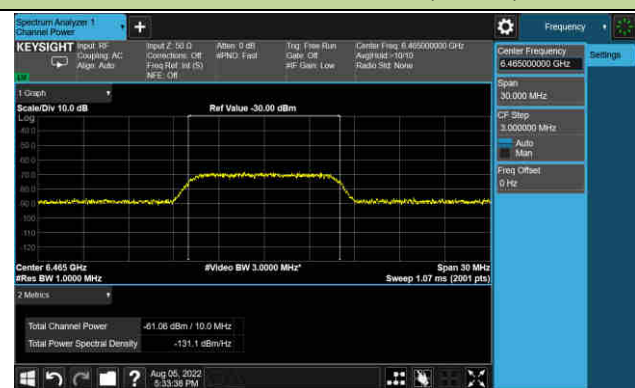 Spectrum Analyzer 1
Channel Power
+
Frequency
KEYSIGHT
Input: RF
Coupling: AC
Align: Auto
Input Z: 50 Ω
Corrections: Off
Freq Ref: Int (S)
NFE: Off
Atten: 0 dB
#PNO: Fast
Trig: Free Run
Gate: Off
#IF Gain: Low
Center Freq: 6.465000000 GHz
Avg|Hold:>10/10
Radio Std: None
LV
Center Frequency
6.465000000 GHz
Settings
Span
30.000 MHz
CF Step
3.000000 MHz
Auto
Man
Freq Offset
0 Hz
1 Graph
Scale/Div 10.0 dB
Ref Value -30.00 dBm
Log
-40.0
-50.0
-60.0
-70.0
-80.0
-90.0
-100
-110
-120
Center 6.465 GHz
#Video BW 3.0000 MHz*
Span 30 MHz
#Res BW 1.0000 MHz
Sweep 1.07 ms (2001 pts)
2 Metrics
Total Channel Power -61.06 dBm / 10.0 MHz
Total Power Spectral Density -131.1 dBm/Hz
?
Aug 05, 2022
5:33:38 PM